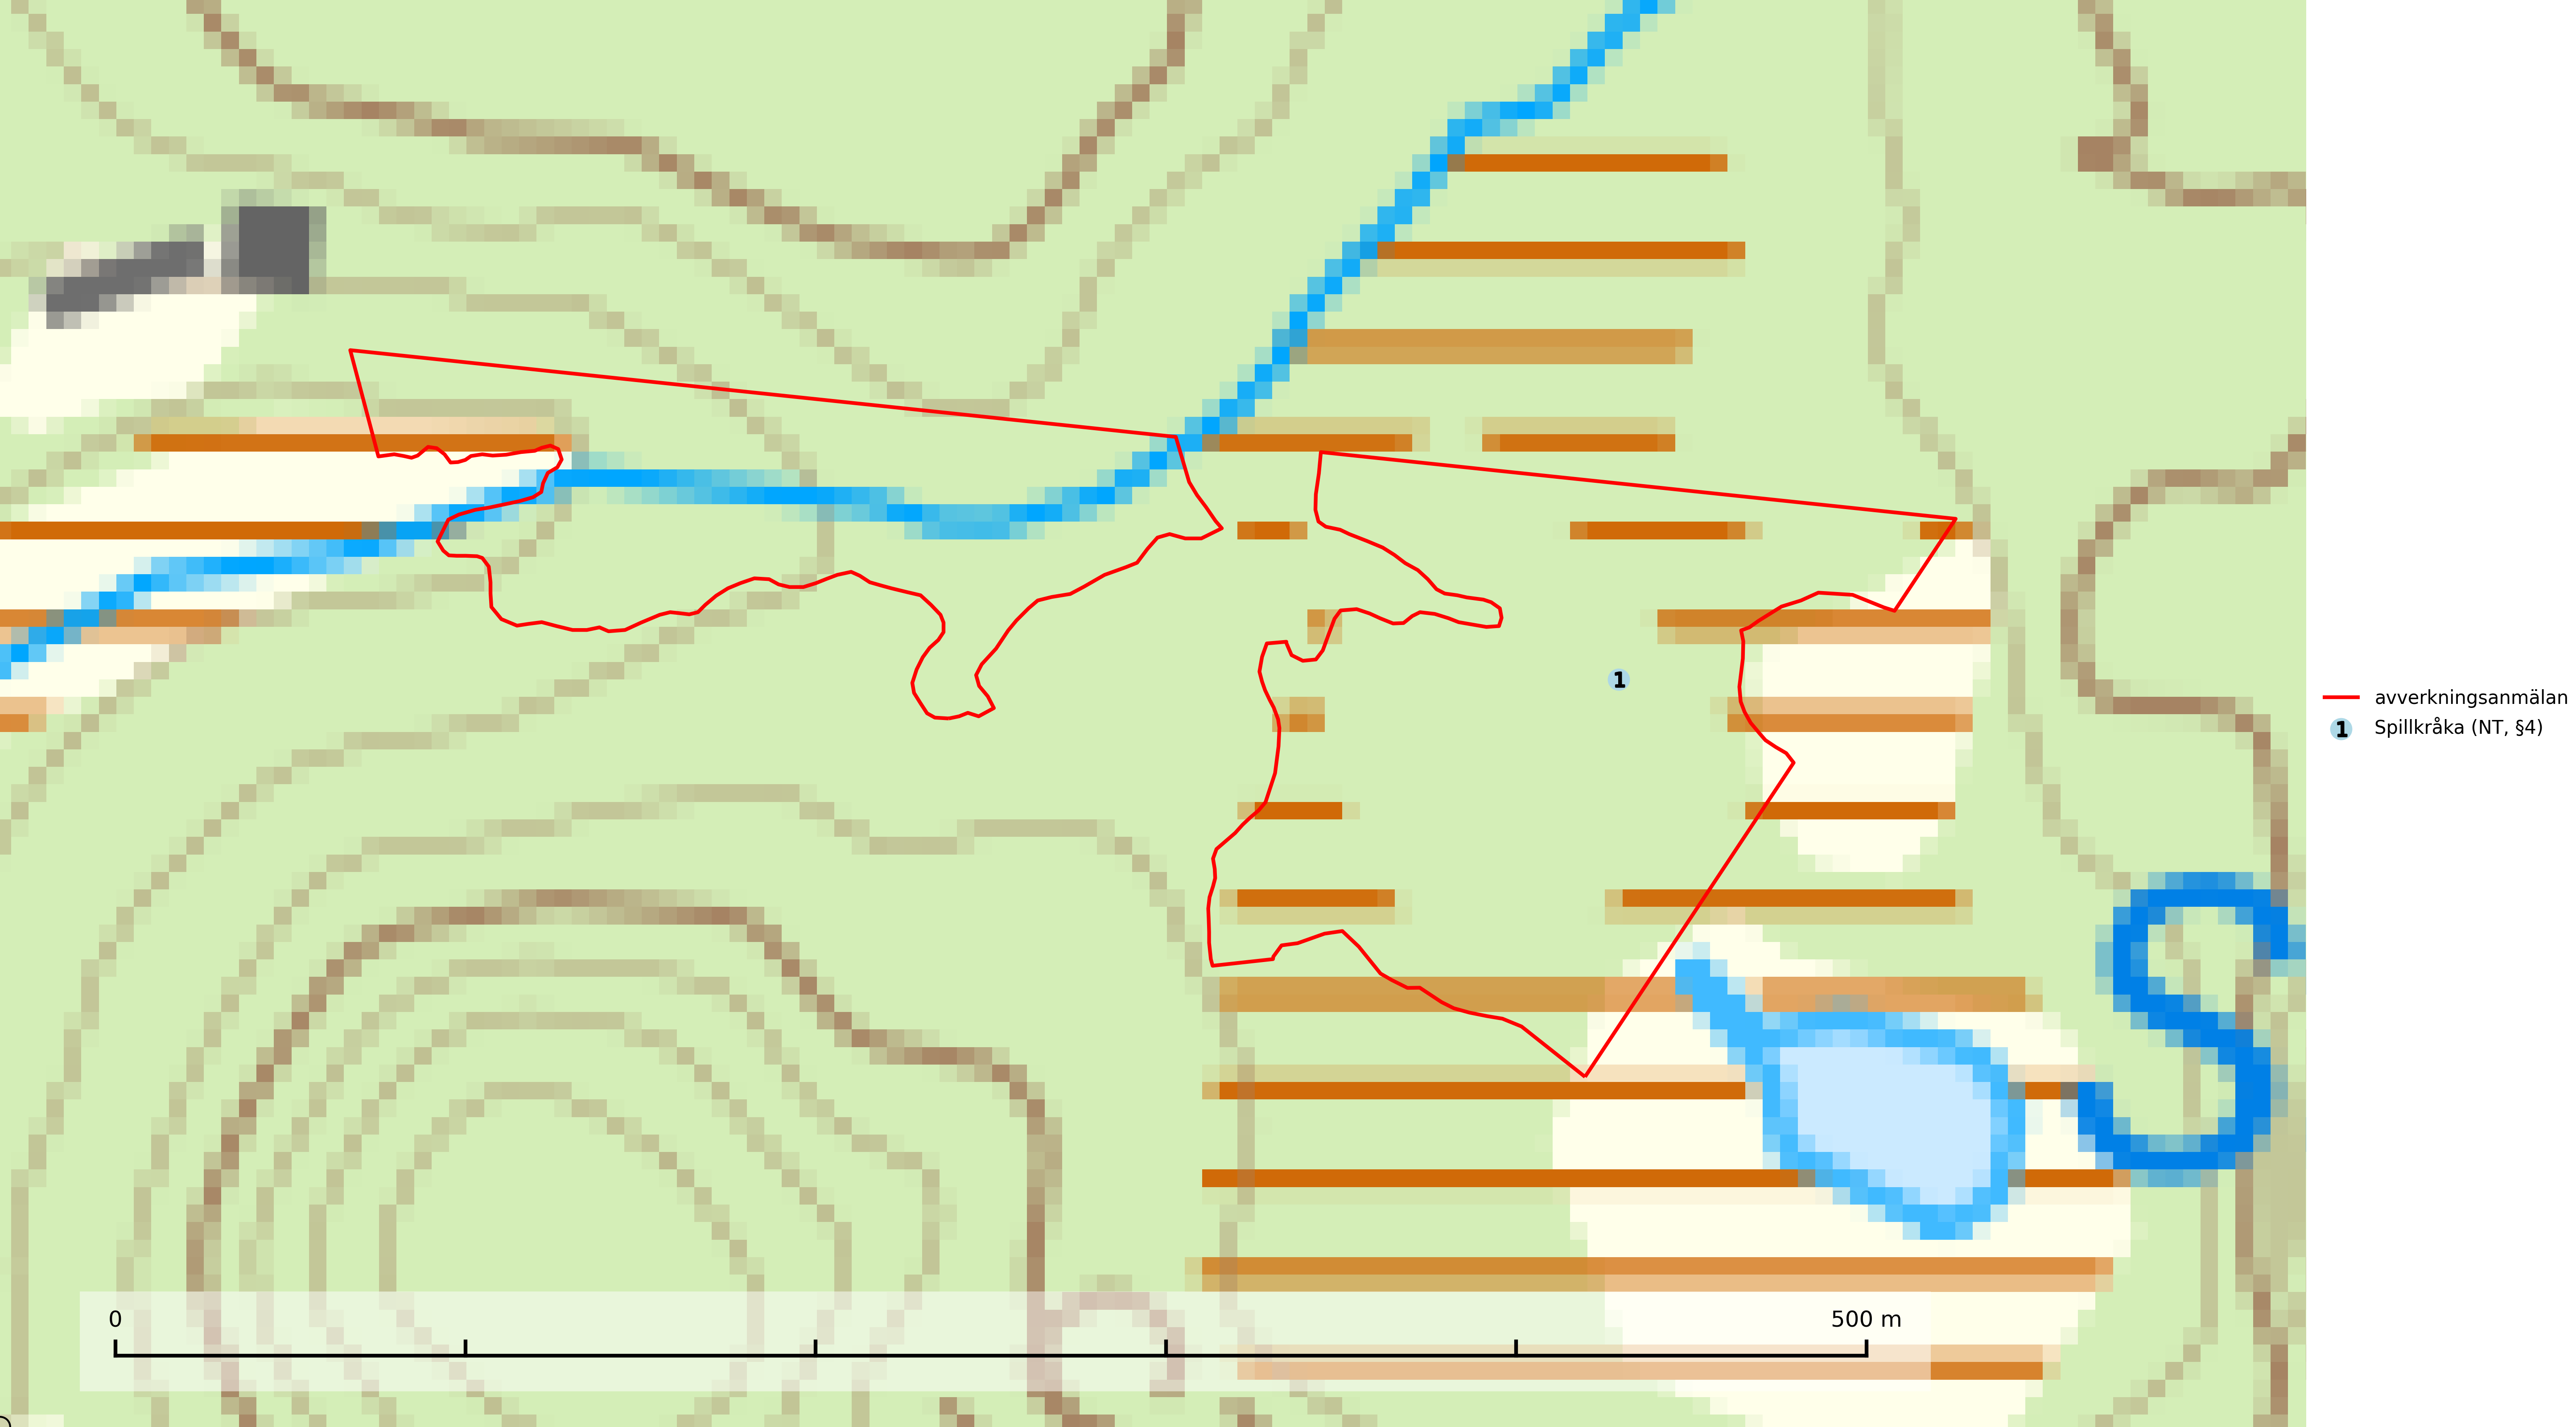 1
avverkningsanmälan
1 Spillkråka (NT, §4)
0 500 m